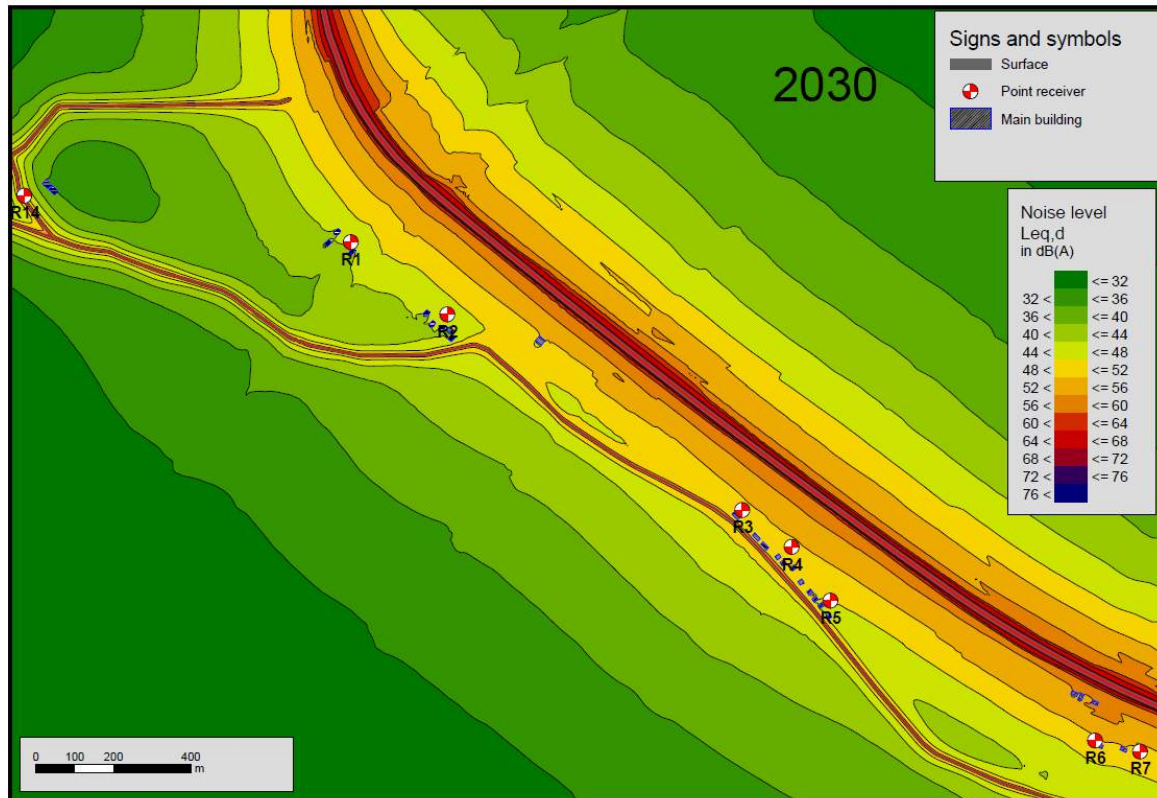 2030
Signs and symbols
Surface
Point receiver
Main building
R14
R1
R2
R3
R4
R5
R6
R7
Noise level
Leq,d
in dB(A)
<= 32
32 < <= 36
36 < <= 40
40 < <= 44
44 < <= 48
48 < <= 52
52 < <= 56
56 < <= 60
60 < <= 64
64 < <= 68
68 < <= 72
72 < <= 76
76 <
0 100 200 400
m